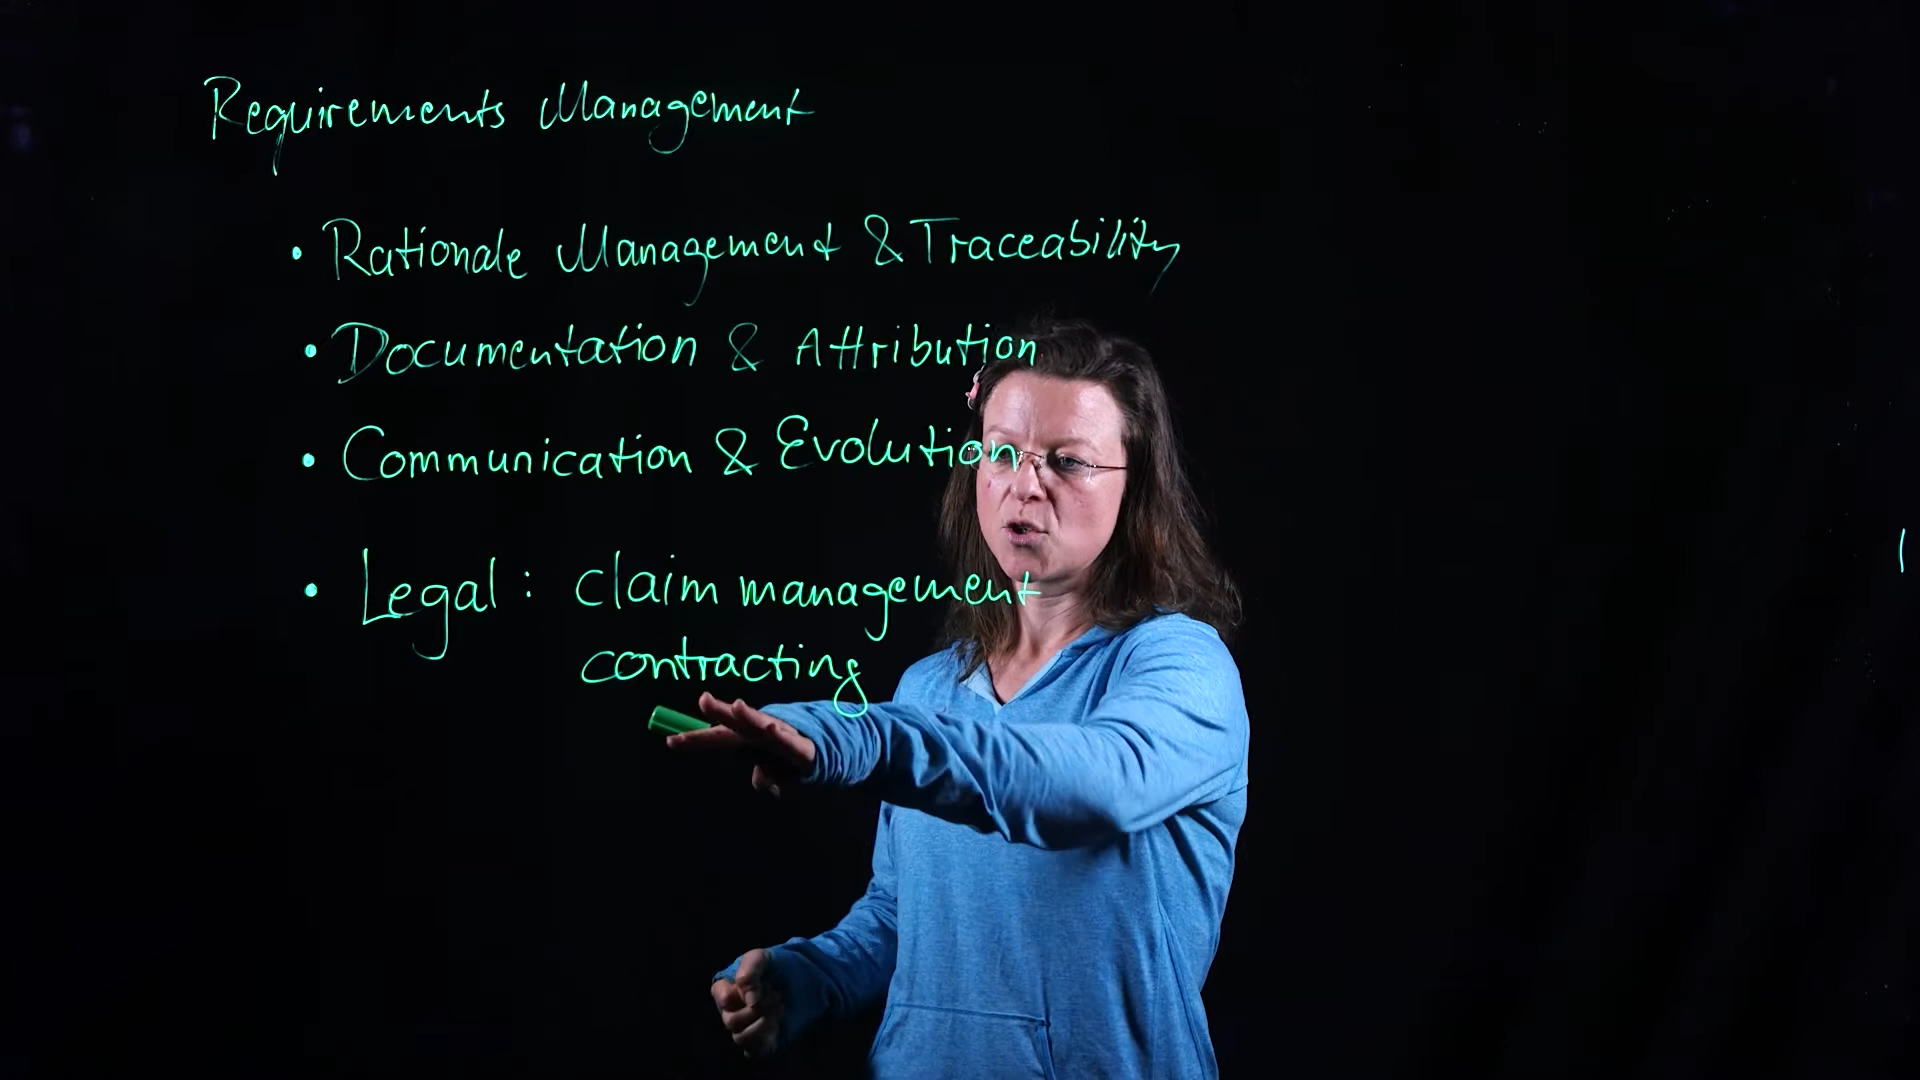 Requirements Management
• Rationale Management & Traceability
• Documentation & Attribution
• Communication & Evolution
• Legal: claim management
contracting